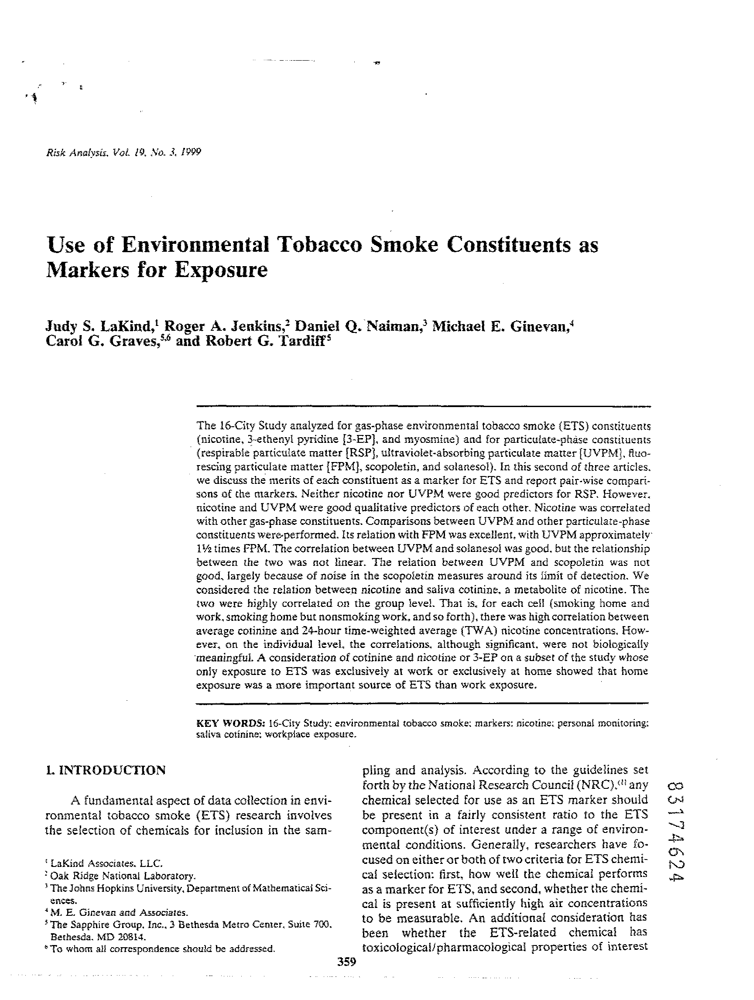 Risk Analysis, Vol. 19, No. 3, 1999
Use of Environmental Tobacco Smoke Constituents as
Markers for Exposure
Judy S. LaKind,¹ Roger A. Jenkins,² Daniel Q. Naiman,³ Michael E. Ginevan,⁴
Carol G. Graves,⁵,⁶ and Robert G. Tardiff⁵
The 16-City Study analyzed for gas-phase environmental tobacco smoke (ETS) constituents
(nicotine, 3-ethenyl pyridine [3-EP], and myosmine) and for particulate-phase constituents
(respirable particulate matter [RSP], ultraviolet-absorbing particulate matter [UVPM], fluo-
rescing particulate matter [FPM], scopoletin, and solanesol). In this second of three articles,
we discuss the merits of each constituent as a marker for ETS and report pair-wise compari-
sons of the markers. Neither nicotine nor UVPM were good predictors for RSP. However,
nicotine and UVPM were good qualitative predictors of each other. Nicotine was correlated
with other gas-phase constituents. Comparisons between UVPM and other particulate-phase
constituents were performed. Its relation with FPM was excellent, with UVPM approximately
1½ times FPM. The correlation between UVPM and solanesol was good, but the relationship
between the two was not linear. The relation between UVPM and scopoletin was not
good, largely because of noise in the scopoletin measures around its limit of detection. We
considered the relation between nicotine and saliva cotinine, a metabolite of nicotine. The
two were highly correlated on the group level. That is, for each cell (smoking home and
work, smoking home but nonsmoking work, and so forth), there was high correlation between
average cotinine and 24-hour time-weighted average (TWA) nicotine concentrations. How-
ever, on the individual level, the correlations, although significant, were not biologically
meaningful. A consideration of cotinine and nicotine or 3-EP on a subset of the study whose
only exposure to ETS was exclusively at work or exclusively at home showed that home
exposure was a more important source of ETS than work exposure.
KEY WORDS: 16-City Study; environmental tobacco smoke; markers; nicotine; personal monitoring;
saliva cotinine; workplace exposure.
1. INTRODUCTION
A fundamental aspect of data collection in envi-
ronmental tobacco smoke (ETS) research involves
the selection of chemicals for inclusion in the sam-
¹ LaKind Associates, LLC.
² Oak Ridge National Laboratory.
³ The Johns Hopkins University, Department of Mathematical Sci-
ences.
⁴ M. E. Ginevan and Associates.
⁵ The Sapphire Group, Inc., 3 Bethesda Metro Center, Suite 700,
Bethesda, MD 20814.
⁶ To whom all correspondence should be addressed.
pling and analysis. According to the guidelines set
forth by the National Research Council (NRC),⁽¹⁾ any
chemical selected for use as an ETS marker should
be present in a fairly consistent ratio to the ETS
component(s) of interest under a range of environ-
mental conditions. Generally, researchers have fo-
cused on either or both of two criteria for ETS chemi-
cal selection: first, how well the chemical performs
as a marker for ETS, and second, whether the chemi-
cal is present at sufficiently high air concentrations
to be measurable. An additional consideration has
been whether the ETS-related chemical has
toxicological/pharmacological properties of interest
359
83174624